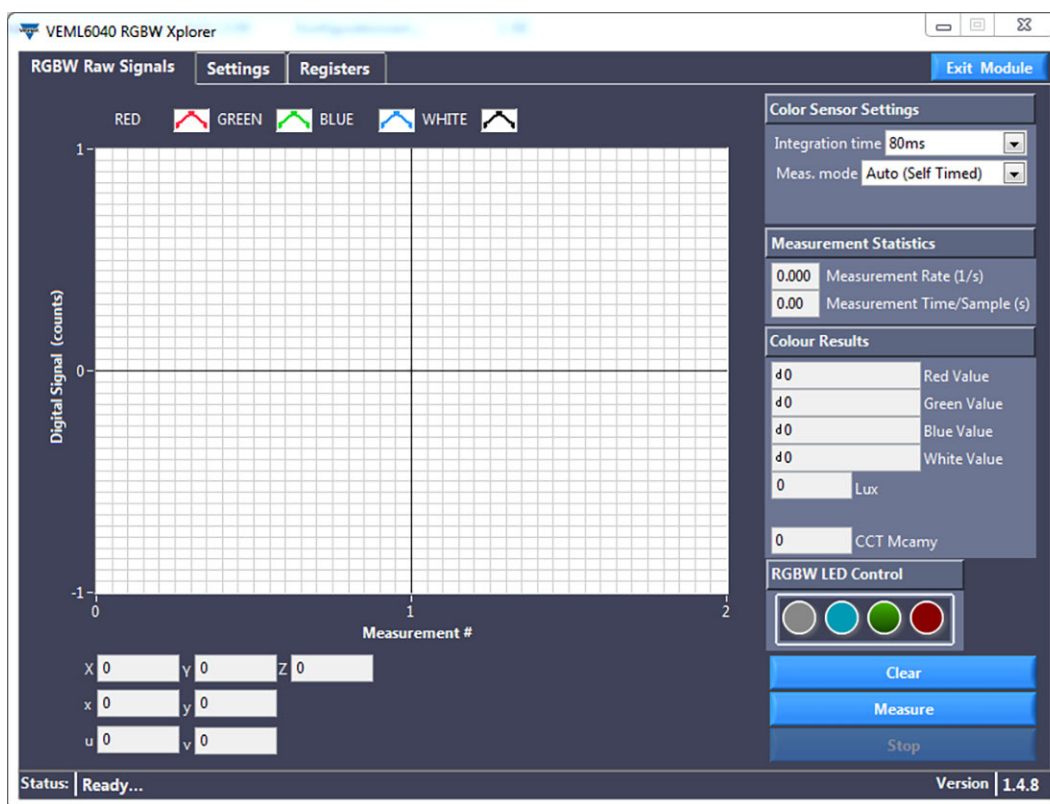 VEML6040 RGBW Xplorer
RGBW Raw Signals Settings Registers Exit Module
RED GREEN BLUE WHITE
1
0
-1
Digital Signal (counts)
0 1 2
Measurement #
X 0 Y 0 Z 0
x 0 y 0
u 0 v 0
Color Sensor Settings
Integration time 80ms
Meas. mode Auto (Self Timed)
Measurement Statistics
0.000 Measurement Rate (1/s)
0.00 Measurement Time/Sample (s)
Colour Results
d 0 Red Value
d 0 Green Value
d 0 Blue Value
d 0 White Value
0 Lux
0 CCT Mcamy
RGBW LED Control
Clear
Measure
Stop
Status: Ready... Version 1.4.8